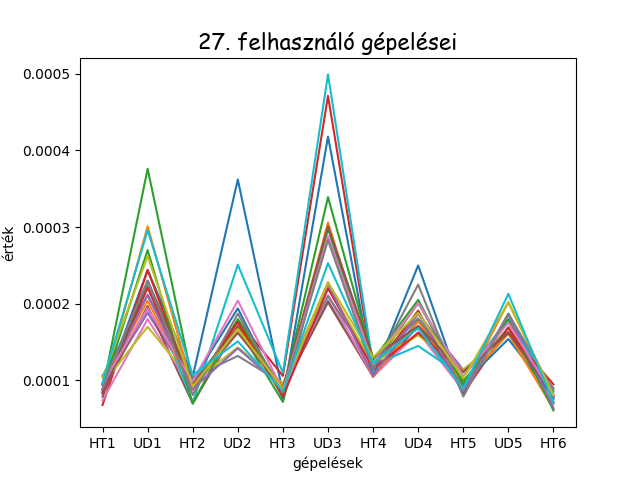 27. felhasználó gépelései
0.0005
0.0004
0.0003
0.0002
0.0001
érték
HT1 UD1 HT2 UD2 HT3 UD3 HT4 UD4 HT5 UD5 HT6
gépelések